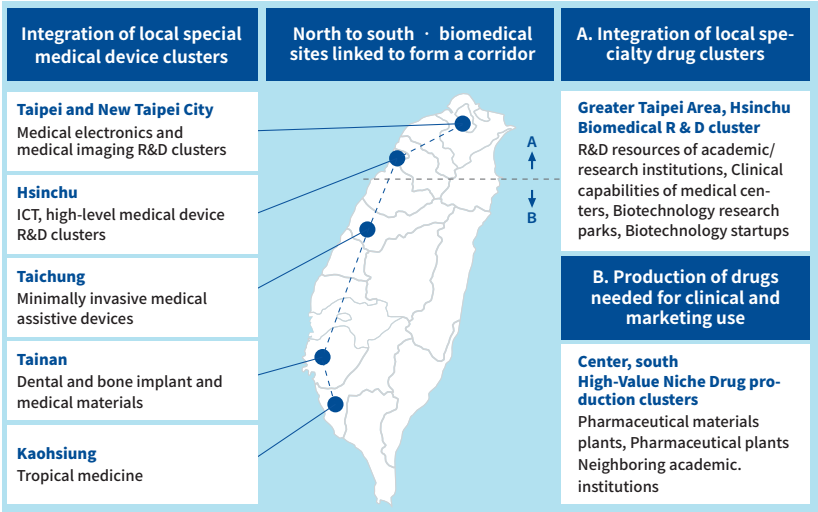 Integration of local special
medical device clusters
Taipei and New Taipei City
Medical electronics and
medical imaging R&D clusters
Hsinchu
ICT, high-level medical device
R&D clusters
Taichung
Minimally invasive medical
assistive devices
Tainan
Dental and bone implant and
medical materials
Kaohsiung
Tropical medicine
North to south · biomedical
sites linked to form a corridor
A
B
A. Integration of local spe-
cialty drug clusters
Greater Taipei Area, Hsinchu
Biomedical R & D cluster
R&D resources of academic/
research institutions, Clinical
capabilities of medical cen-
ters, Biotechnology research
parks, Biotechnology startups
B. Production of drugs
needed for clinical and
marketing use
Center, south
High-Value Niche Drug pro-
duction clusters
Pharmaceutical materials
plants, Pharmaceutical plants
Neighboring academic.
institutions